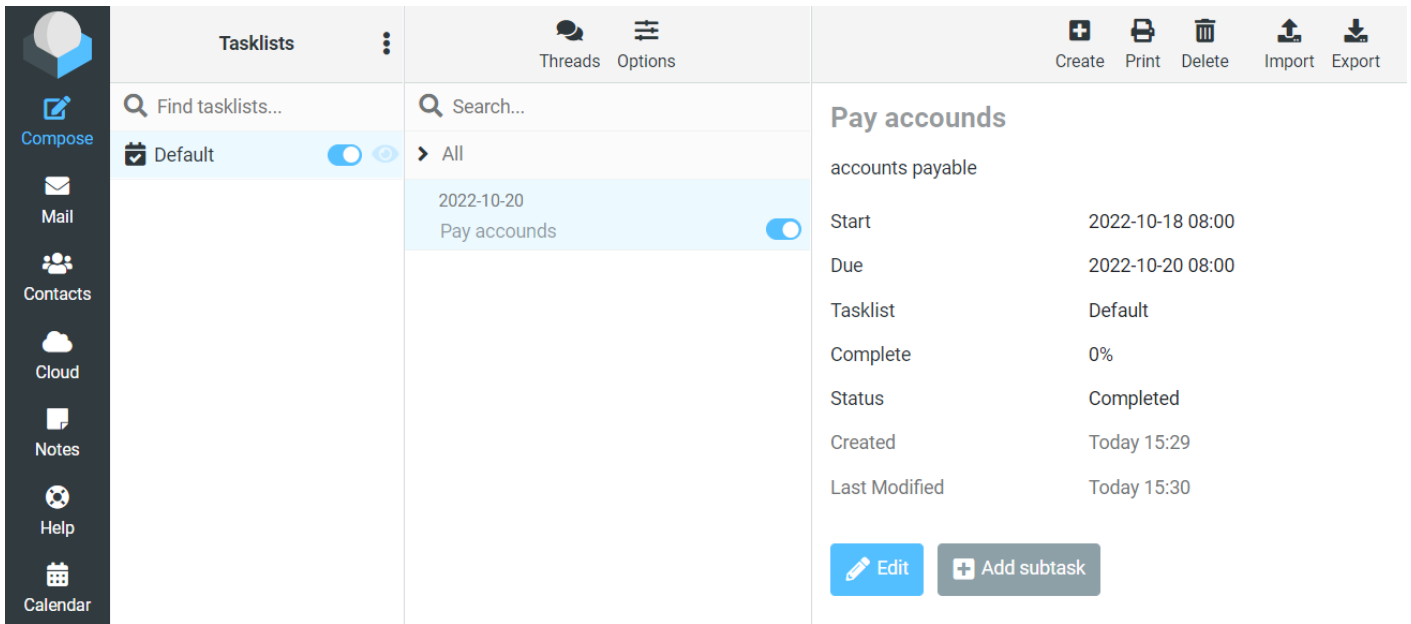 Compose
Mail
Contacts
Cloud
Notes
Help
Calendar
Tasklists
Find tasklists...
Default
Threads Options
Search...
All
2022-10-20
Pay accounds
Create Print Delete Import Export
Pay accounds
accounts payable
Start 2022-10-18 08:00
Due 2022-10-20 08:00
Tasklist Default
Complete 0%
Status Completed
Created Today 15:29
Last Modified Today 15:30
Edit Add subtask